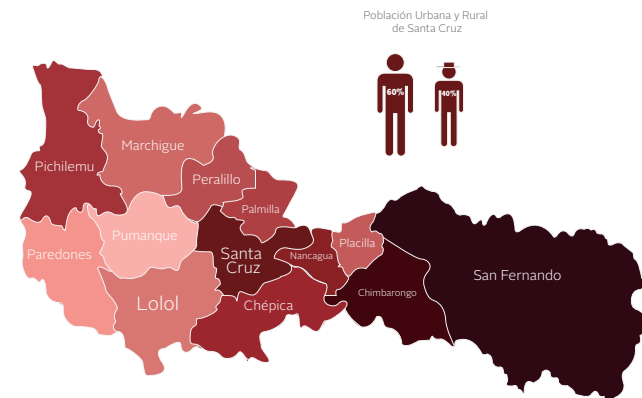 Población Urbana y Rural
de Santa Cruz
60%
40%
Marchigue
Pichilemu
Peralillo
Palmilla
Pumanque
Placilla
Paredones
Santa
Cruz
Nancagua
San Fernando
Chimbarongo
Lolol
Chépica